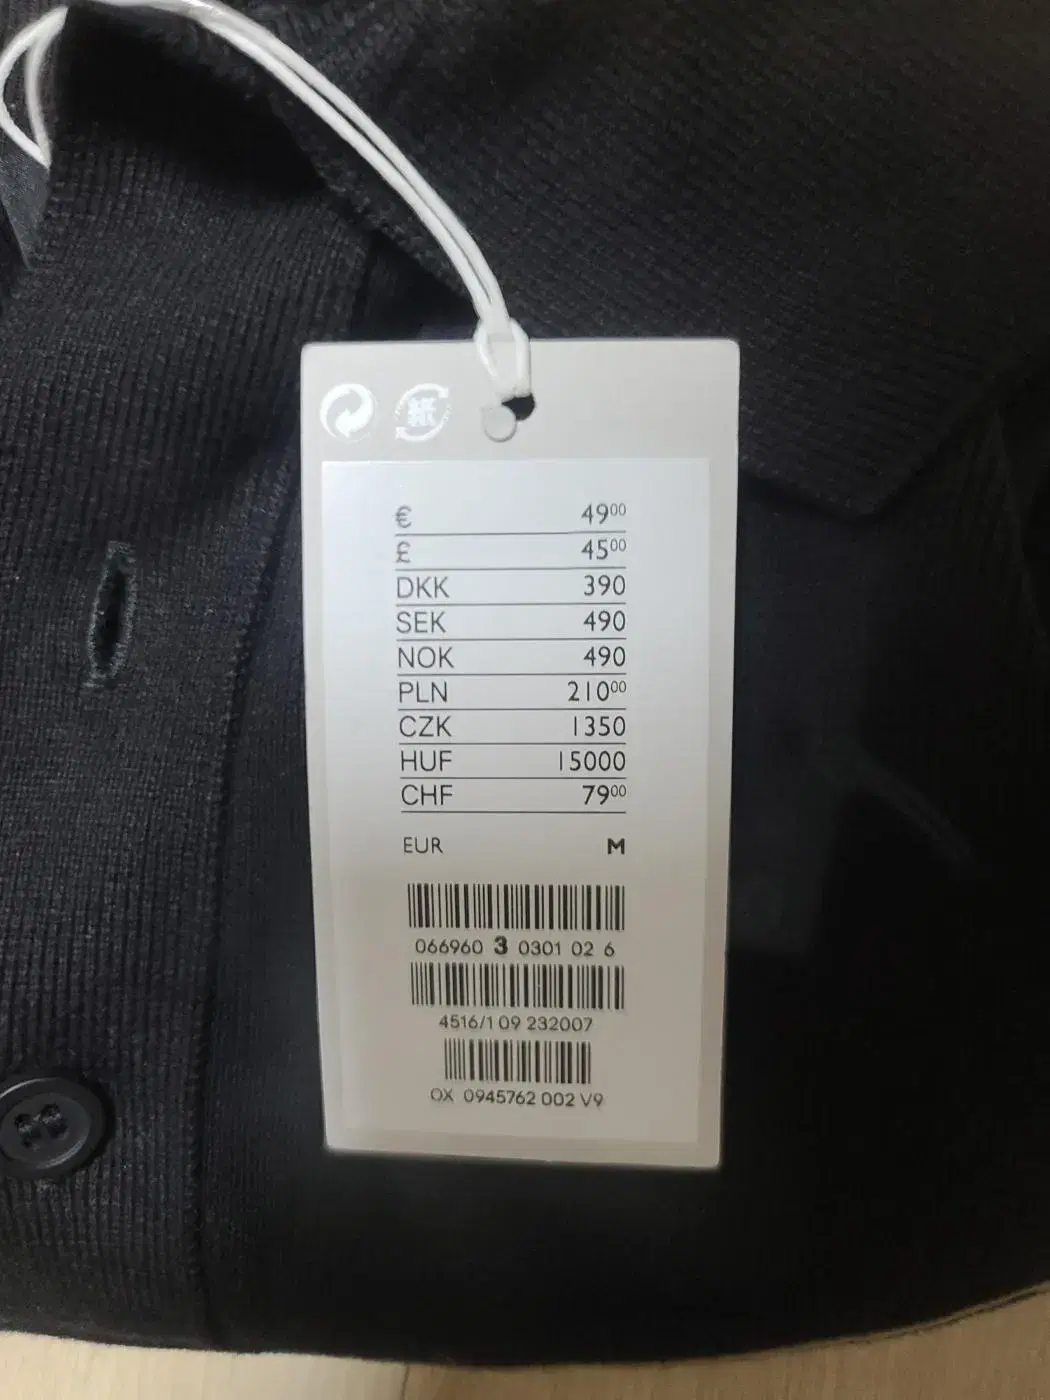 紙
€ 49⁰⁰
£ 45⁰⁰
DKK 390
SEK 490
NOK 490
PLN 210⁰⁰
CZK 1350
HUF 15000
CHF 79⁰⁰
EUR M
066960 3 0301 02 6
4516/1 09 232007
OX 0945762 002 V9